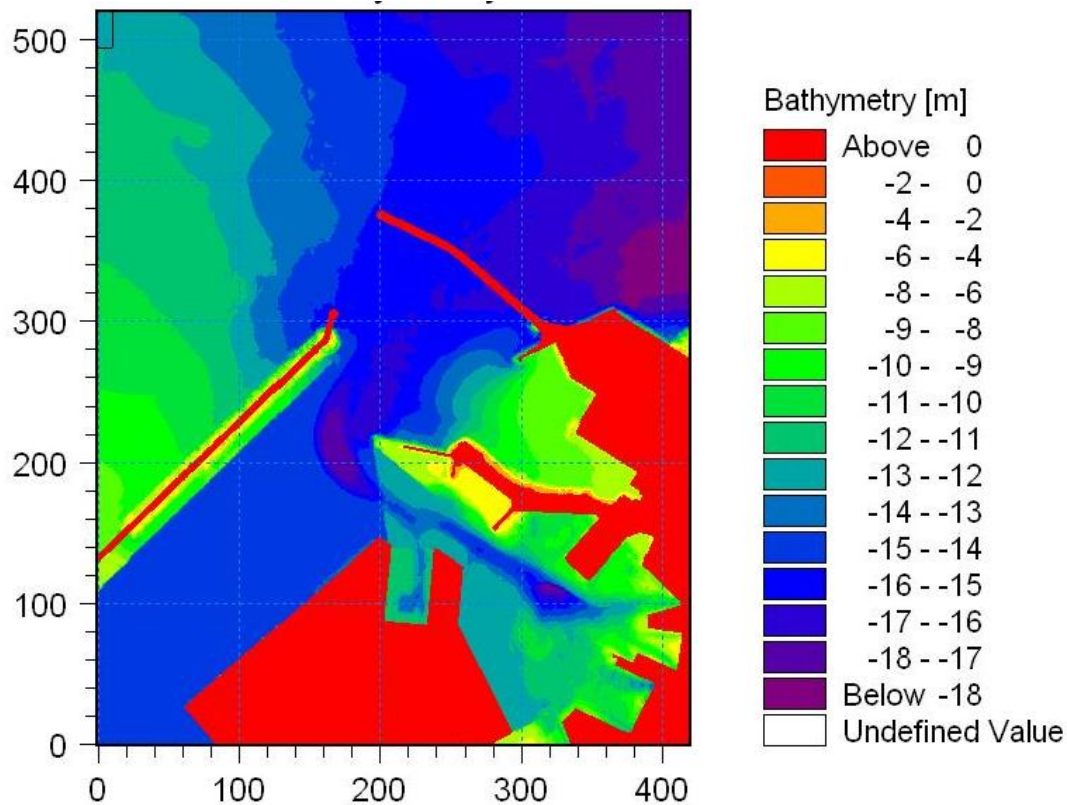 500
400
300
200
100
0
0 100 200 300 400
Bathymetry [m]
Above 0
-2 - 0
-4 - -2
-6 - -4
-8 - -6
-9 - -8
-10 - -9
-11 - -10
-12 - -11
-13 - -12
-14 - -13
-15 - -14
-16 - -15
-17 - -16
-18 - -17
Below -18
Undefined Value